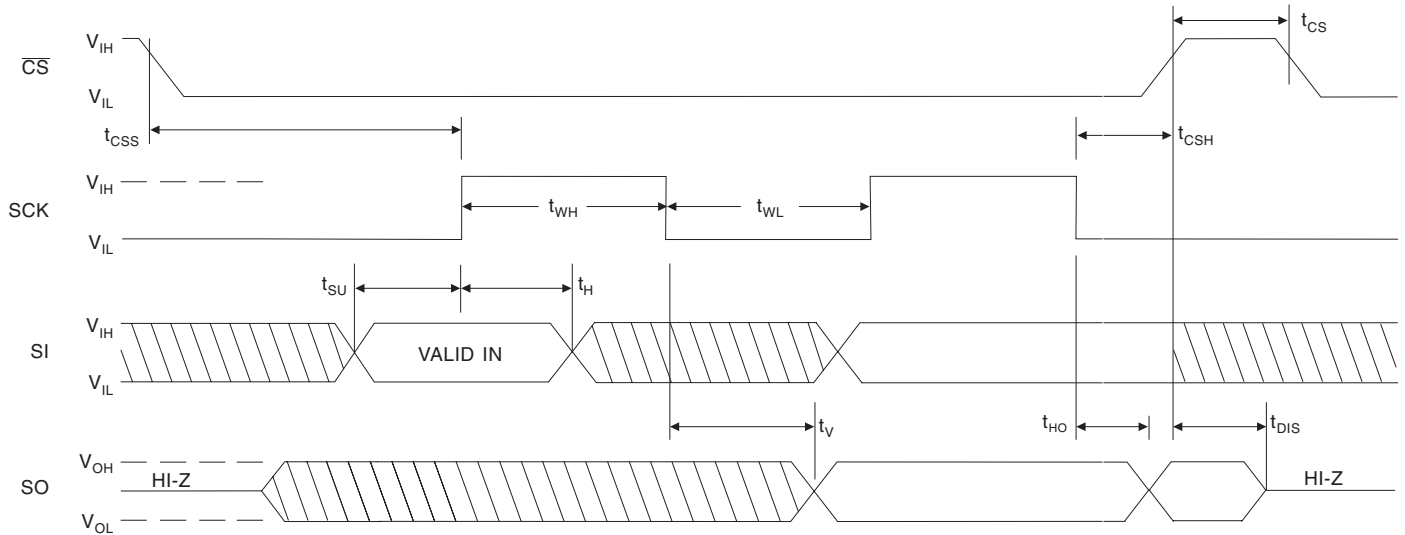 t_CS
V_IH
C̅S̅
V_IL
t_CSS
t_CSH
V_IH
SCK
t_WH
t_WL
V_IL
t_SU
t_H
V_IH
SI
VALID IN
V_IL
t_V
t_HO
t_DIS
V_OH
HI-Z
HI-Z
SO
V_OL